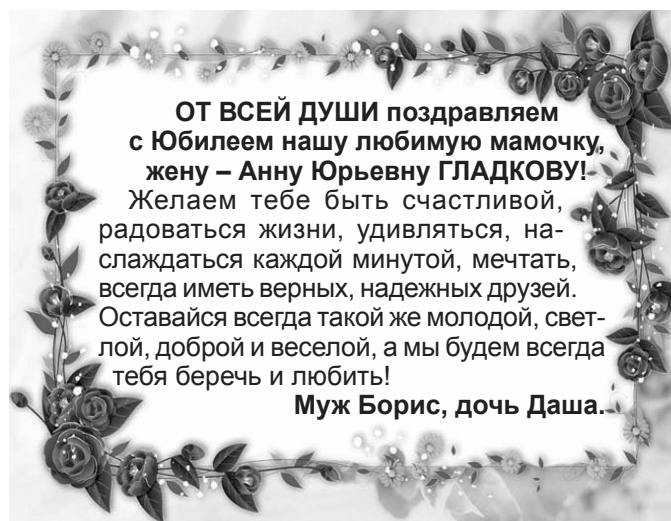 ОТ ВСЕЙ ДУШИ поздравляем
с Юбилеем нашу любимую мамочку,
жену – Анну Юрьевну ГЛАДКОВУ!
Желаем тебе быть счастливой,
радоваться жизни, удивляться, на-
слаждаться каждой минутой, мечтать,
всегда иметь верных, надежных друзей.
Оставайся всегда такой же молодой, свет-
лой, доброй и веселой, а мы будем всегда
тебя беречь и любить!
Муж Борис, дочь Даша.